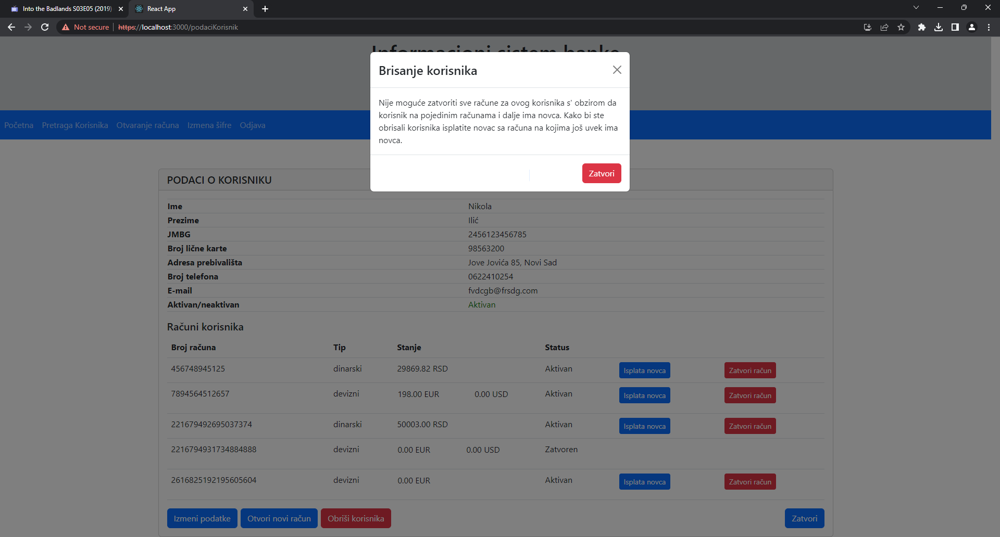 Into the Badlands S03E05 (2019)
React App
Not secure
https://localhost:3000/podaciKorisnik
Informacioni sistem banke
Brisanje korisnika
Nije moguće zatvoriti sve račune za ovog korisnika s' obzirom da
korisnik na pojedinim računama i dalje ima novca. Kako bi ste
obrisali korisnika isplatite novac sa računa na kojima još uvek ima
novca.
Zatvori
Početna Pretraga Korisnika Otvaranje računa Izmena šifre Odjava
PODACI O KORISNIKU
Ime Nikola
Prezime Ilić
JMBG 2456123456785
Broj lične karte 98563200
Adresa prebivališta Jove Jovića 85, Novi Sad
Broj telefona 0622410254
E-mail fvdcgb@frsdg.com
Aktivan/neaktivan Aktivan
Računi korisnika
Broj računa Tip Stanje Status
456748945125 dinarski 29869.82 RSD Aktivan Isplata novca Zatvori račun
7894564512657 devizni 198.00 EUR 0.00 USD Aktivan Isplata novca Zatvori račun
221679492695037374 dinarski 50003.00 RSD Aktivan Isplata novca Zatvori račun
2216794931734884888 devizni 0.00 EUR 0.00 USD Zatvoren
2616825192195605604 devizni 0.00 EUR Aktivan Isplata novca Zatvori račun
Izmeni podatke Otvori novi račun Obriši korisnika Zatvori